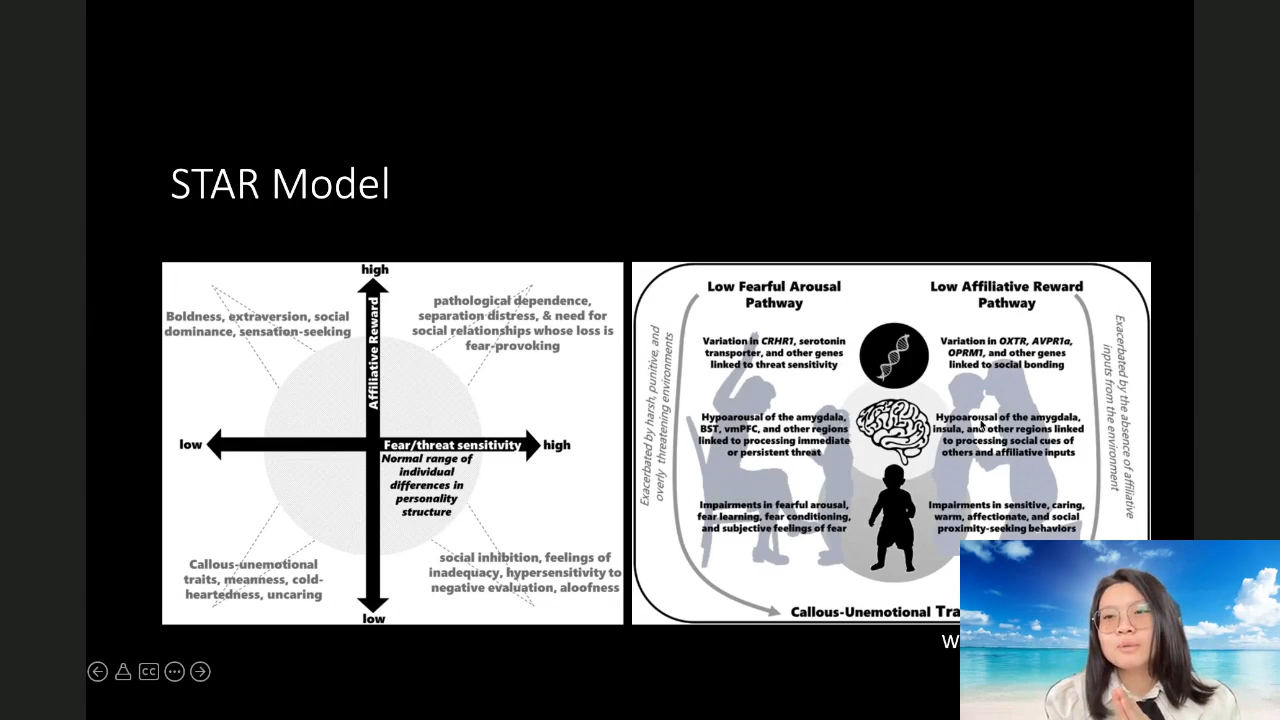 STAR Model
high
Affiliative Reward
Boldness, extraversion, social
dominance, sensation-seeking
pathological dependence,
separation distress, & need for
social relationships whose loss is
fear-provoking
low
Fear/threat sensitivity
high
Normal range of
individual
differences in
personality
structure
Callous-unemotional
traits, meanness, cold-
heartedness, uncaring
social inhibition, feelings of
inadequacy, hypersensitivity to
negative evaluation, aloofness
low
Low Fearful Arousal
Pathway
Low Affiliative Reward
Pathway
Exacerbated by harsh, punitive, and
overly threatening environments
Variation in CRHR1, serotonin
transporter, and other genes
linked to threat sensitivity
Variation in OXTR, AVPR1a,
OPRM1, and other genes
linked to social bonding
Hypoarousal of the amygdala,
BST, vmPFC, and other regions
linked to processing immediate
or persistent threat
Hypoarousal of the amygdala,
insula, and other regions linked
to processing social cues of
others and affiliative inputs
Impairments in fearful arousal,
fear learning, fear conditioning,
and subjective feelings of fear
Impairments in sensitive, caring,
warm, affectionate, and social
proximity-seeking behaviors
Exacerbated by the absence of affiliative
inputs from the environment
Callous-Unemotional Tra
W
CC